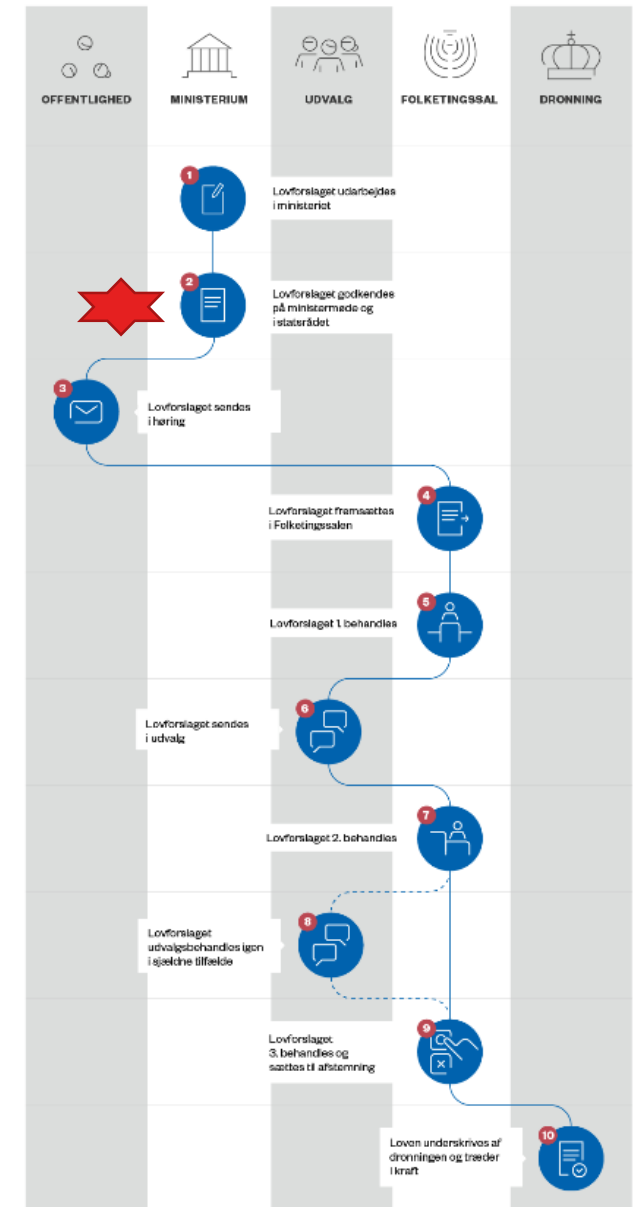 OFFENTLIGHED
MINISTERIUM
UDVALG
FOLKETINGSSAL
DRONNING
1
Lovforslaget udarbejdes
i ministeriet
2
Lovforslaget godkendes
på ministermøde og
i statsrådet
3
Lovforslaget sendes
i høring
4
Lovforslaget fremsættes
i Folketingssalen
5
Lovforslaget 1. behandles
6
Lovforslaget sendes
i udvalg
7
Lovforslaget 2. behandles
8
Lovforslaget
udvalgsbehandles igen
i sjældne tilfælde
9
Lovforslaget
3. behandles og
sættes til afstemning
10
Loven underskrives af
dronningen og træder
i kraft